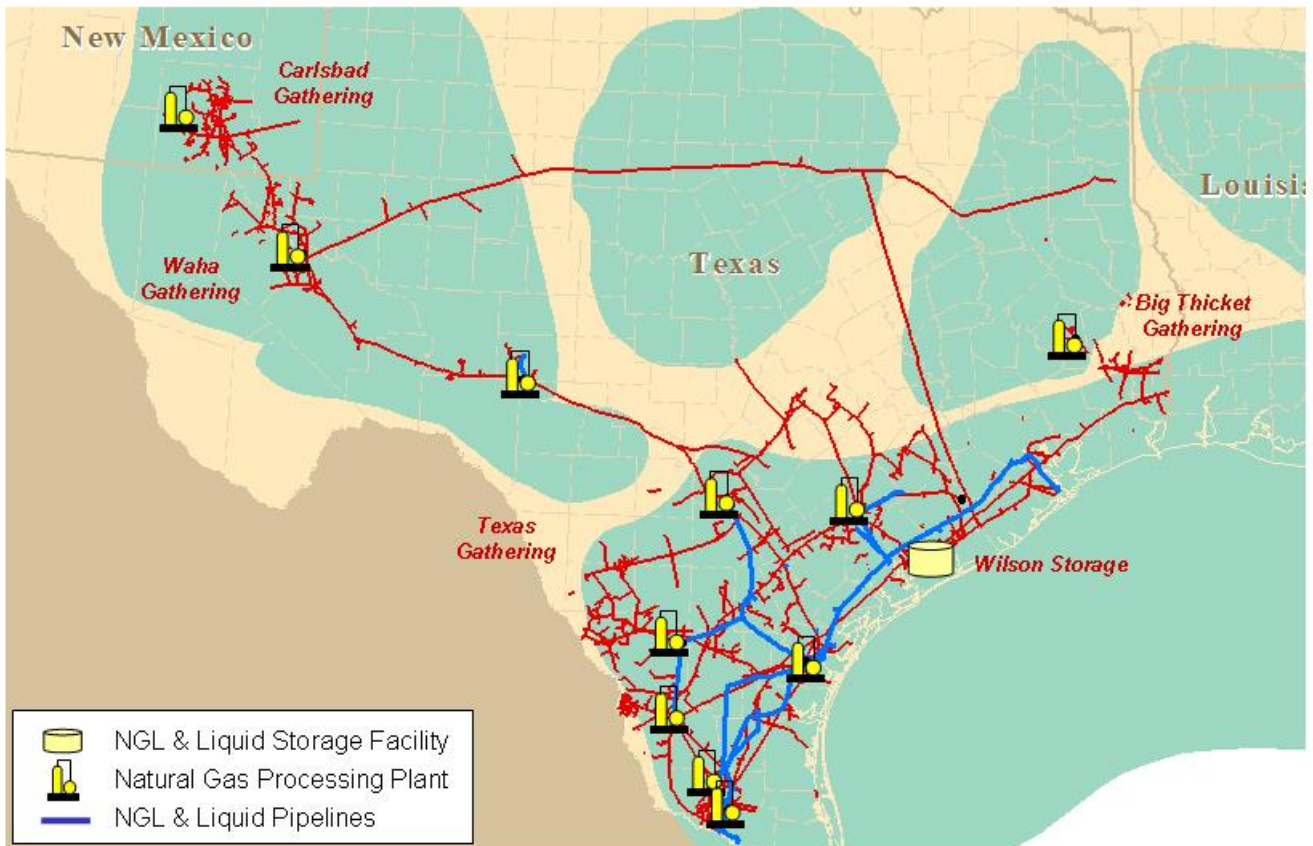 New Mexico
Carlsbad
Gathering
Louisi
Waha
Gathering
Texas
Big Thicket
Gathering
Texas
Gathering
Wilson Storage
NGL & Liquid Storage Facility
Natural Gas Processing Plant
NGL & Liquid Pipelines